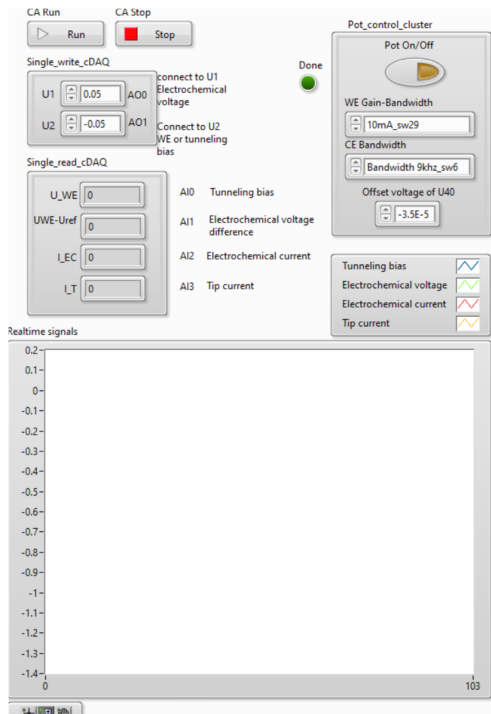 CA Run
CA Stop
Run
Stop
Single_write_cDAQ
U1
0.05
AO0
connect to U1
Electrochemical
voltage
U2
-0.05
AO1
Connect to U2
WE or tunneling
bias
Done
Pot_control_cluster
Pot On/Off
WE Gain-Bandwidth
10mA_sw29
CE Bandwidth
Bandwidth 9khz_sw6
Offset voltage of U40
-3.5E-5
Single_read_cDAQ
U_WE
0
AI0
Tunneling bias
UWE-Uref
0
AI1
Electrochemical voltage
difference
I_EC
0
AI2
Electrochemical current
I_T
0
AI3
Tip current
Tunneling bias
Electrochemical voltage
Electrochemical current
Tip current
Realtime signals
0.2
0.1
0
-0.1
-0.2
-0.3
-0.4
-0.5
-0.6
-0.7
-0.8
-0.9
-1
-1.1
-1.2
-1.3
-1.4
0
103